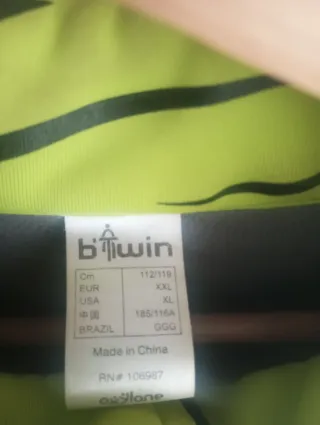 b'twin
Cm 112/119
EUR XXL
USA XL
中国 185/116A
BRAZIL GGG
Made in China
RN# 106987
oxylane